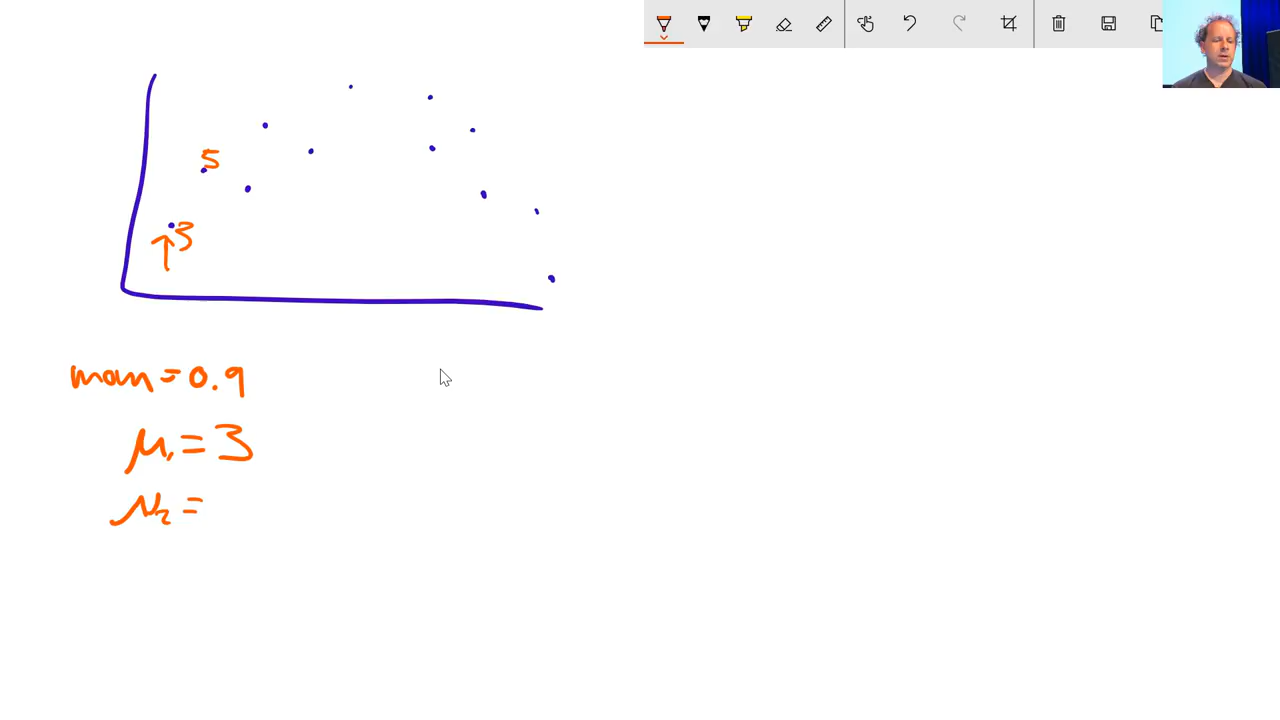 5
3
mom = 0.9
μ₁ = 3
μ₂ =